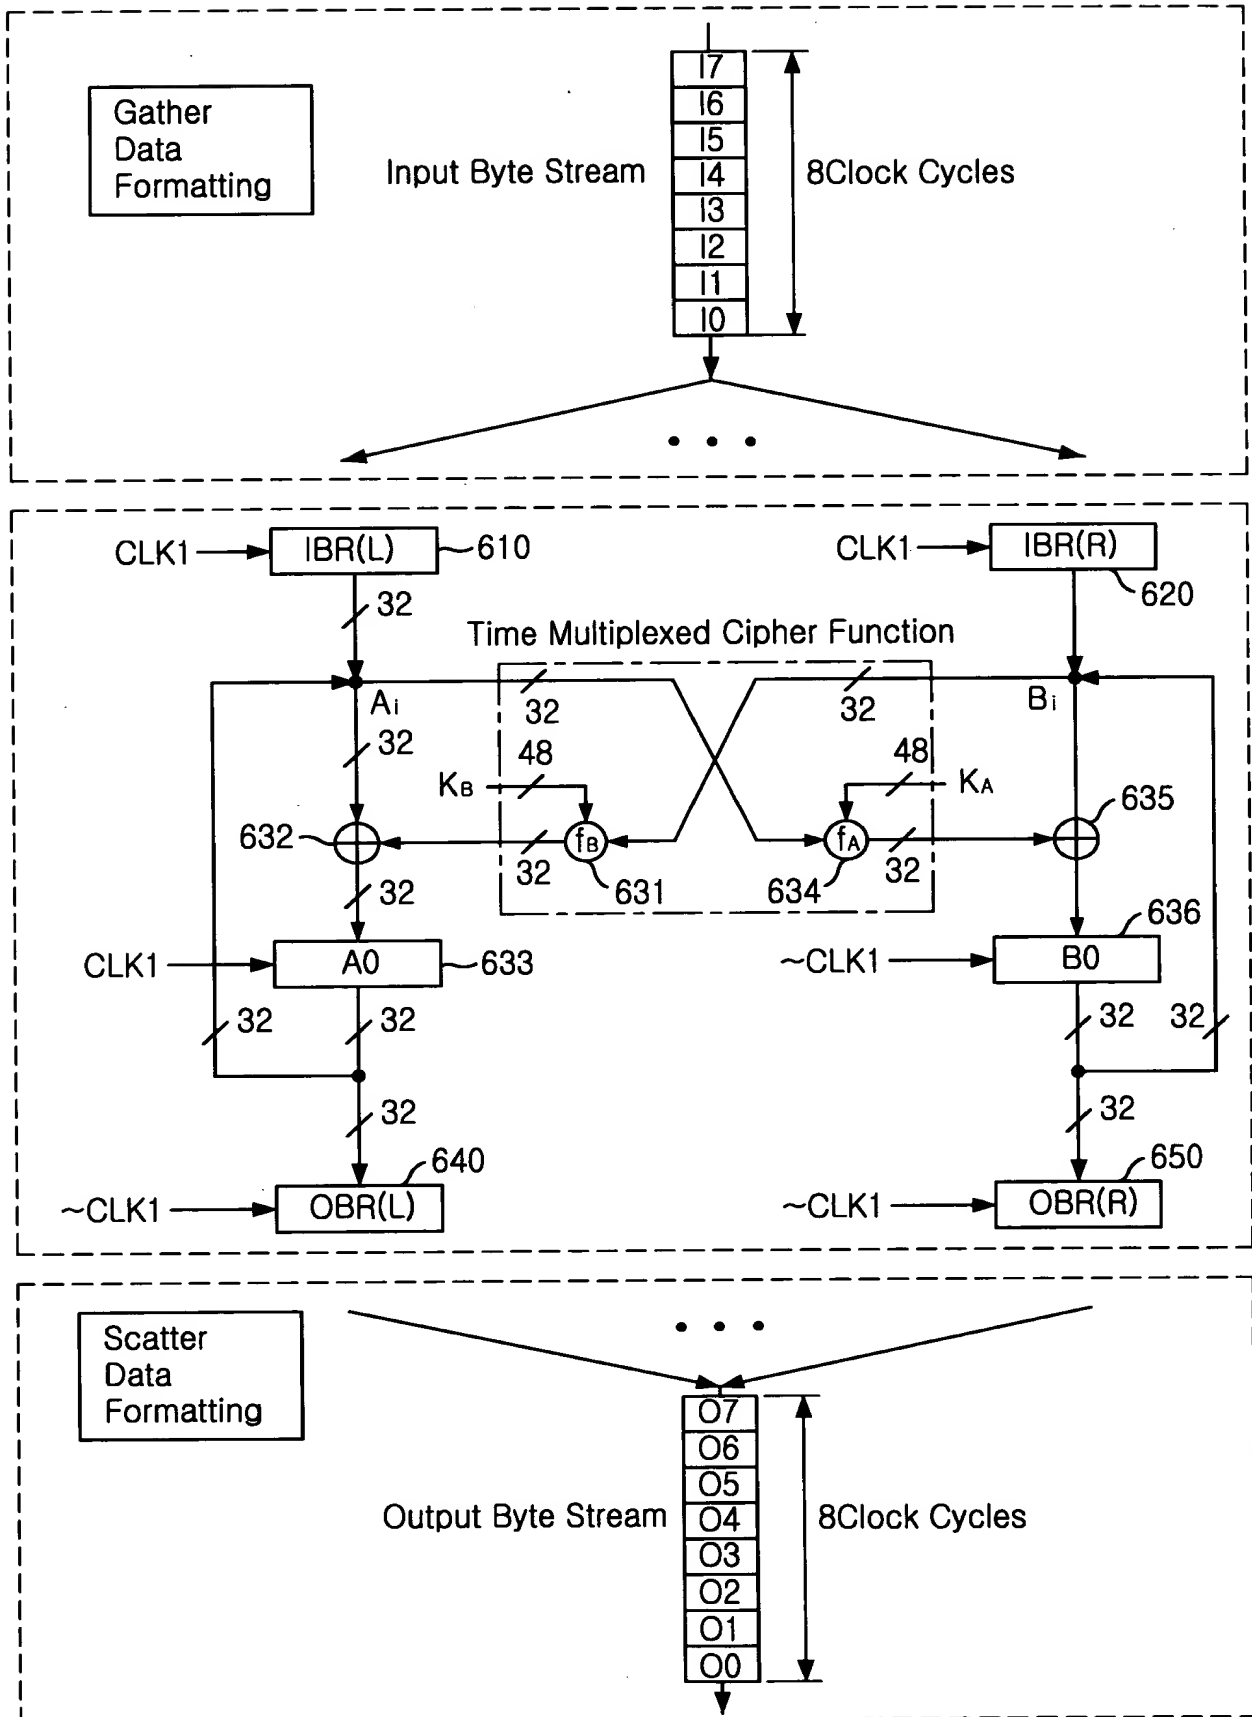 Gather
Data
Formatting
Input Byte Stream
I7
I6
I5
I4
I3
I2
I1
I0
8Clock Cycles
CLK1
IBR(L)
610
CLK1
IBR(R)
620
32
Time Multiplexed Cipher Function
Ai
32
32
Bi
32
48
48
KB
KA
632
fB
fA
635
32
32
631
634
32
636
CLK1
A0
633
~CLK1
B0
32
32
32
32
32
32
640
650
~CLK1
OBR(L)
~CLK1
OBR(R)
Scatter
Data
Formatting
Output Byte Stream
O7
O6
O5
O4
O3
O2
O1
O0
8Clock Cycles